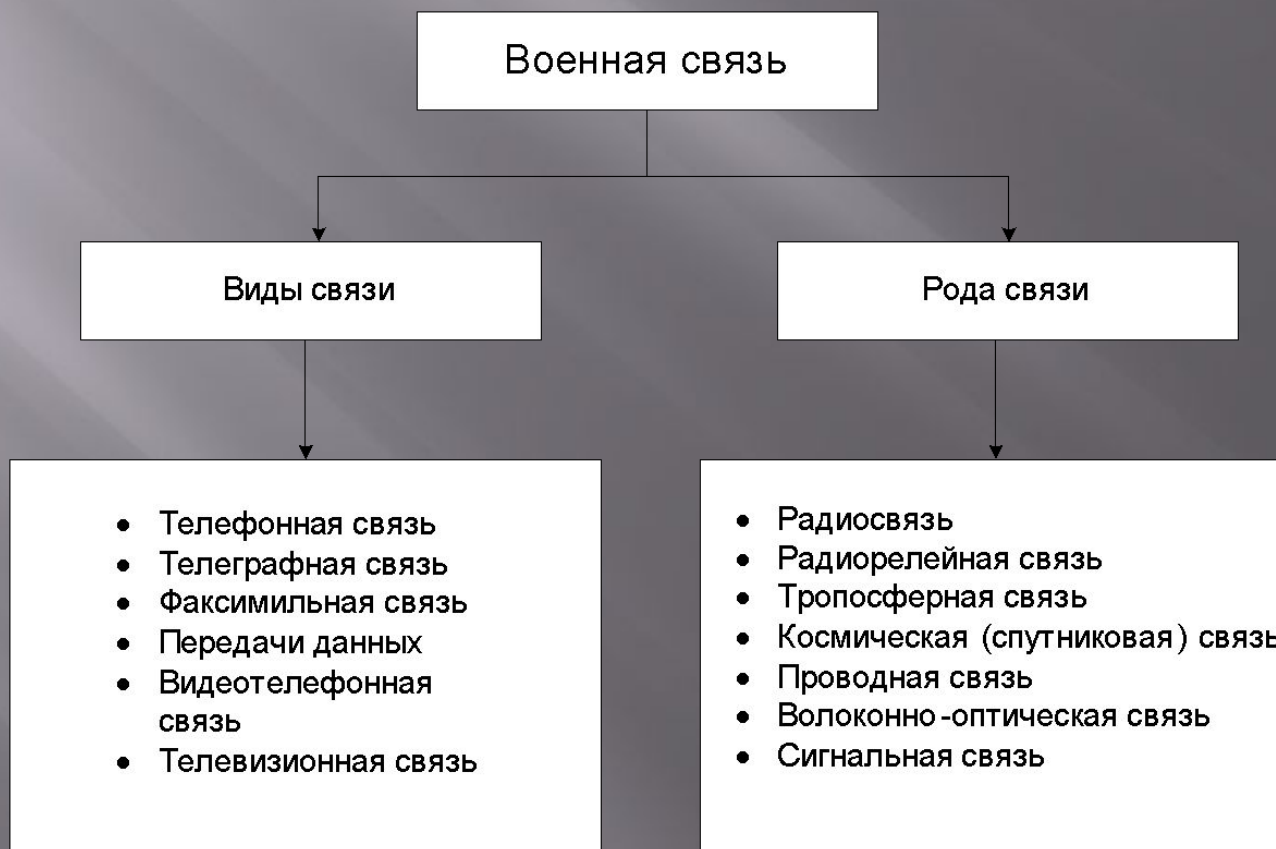 Военная связь
Виды связи
Рода связи
• Телефонная связь
• Телеграфная связь
• Факсимильная связь
• Передачи данных
• Видеотелефонная
связь
• Телевизионная связь
• Радиосвязь
• Радиорелейная связь
• Тропосферная связь
• Космическая (спутниковая) связь
• Проводная связь
• Волоконно-оптическая связь
• Сигнальная связь